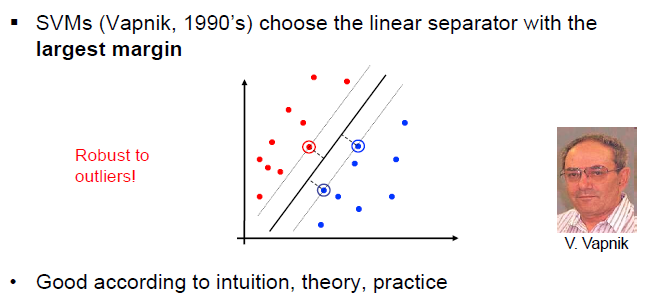 ▪ SVMs (Vapnik, 1990’s) choose the linear separator with the
largest margin
Robust to
outliers!
V. Vapnik
• Good according to intuition, theory, practice